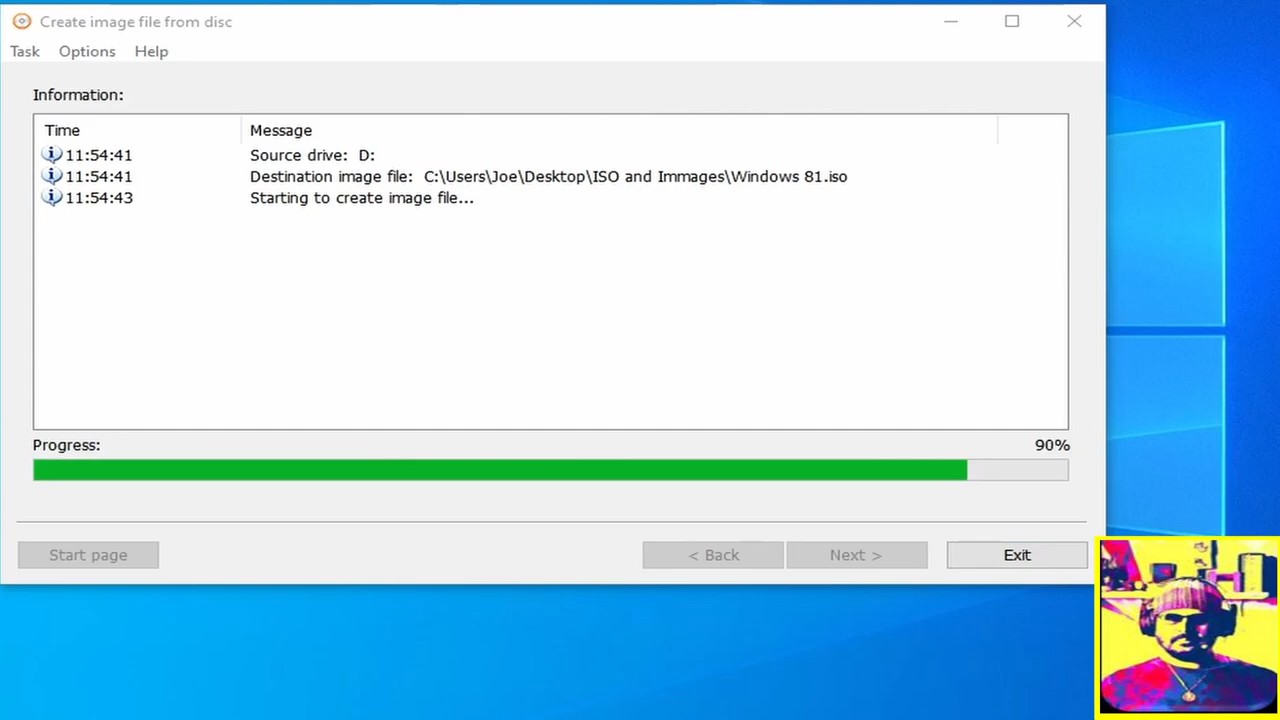 Create image file from disc
Task Options Help
Information:
Time Message
11:54:41 Source drive: D:
11:54:41 Destination image file: C:\Users\Joe\Desktop\ISO and Immages\Windows 81.iso
11:54:43 Starting to create image file...
Progress: 90%
Start page < Back Next > Exit